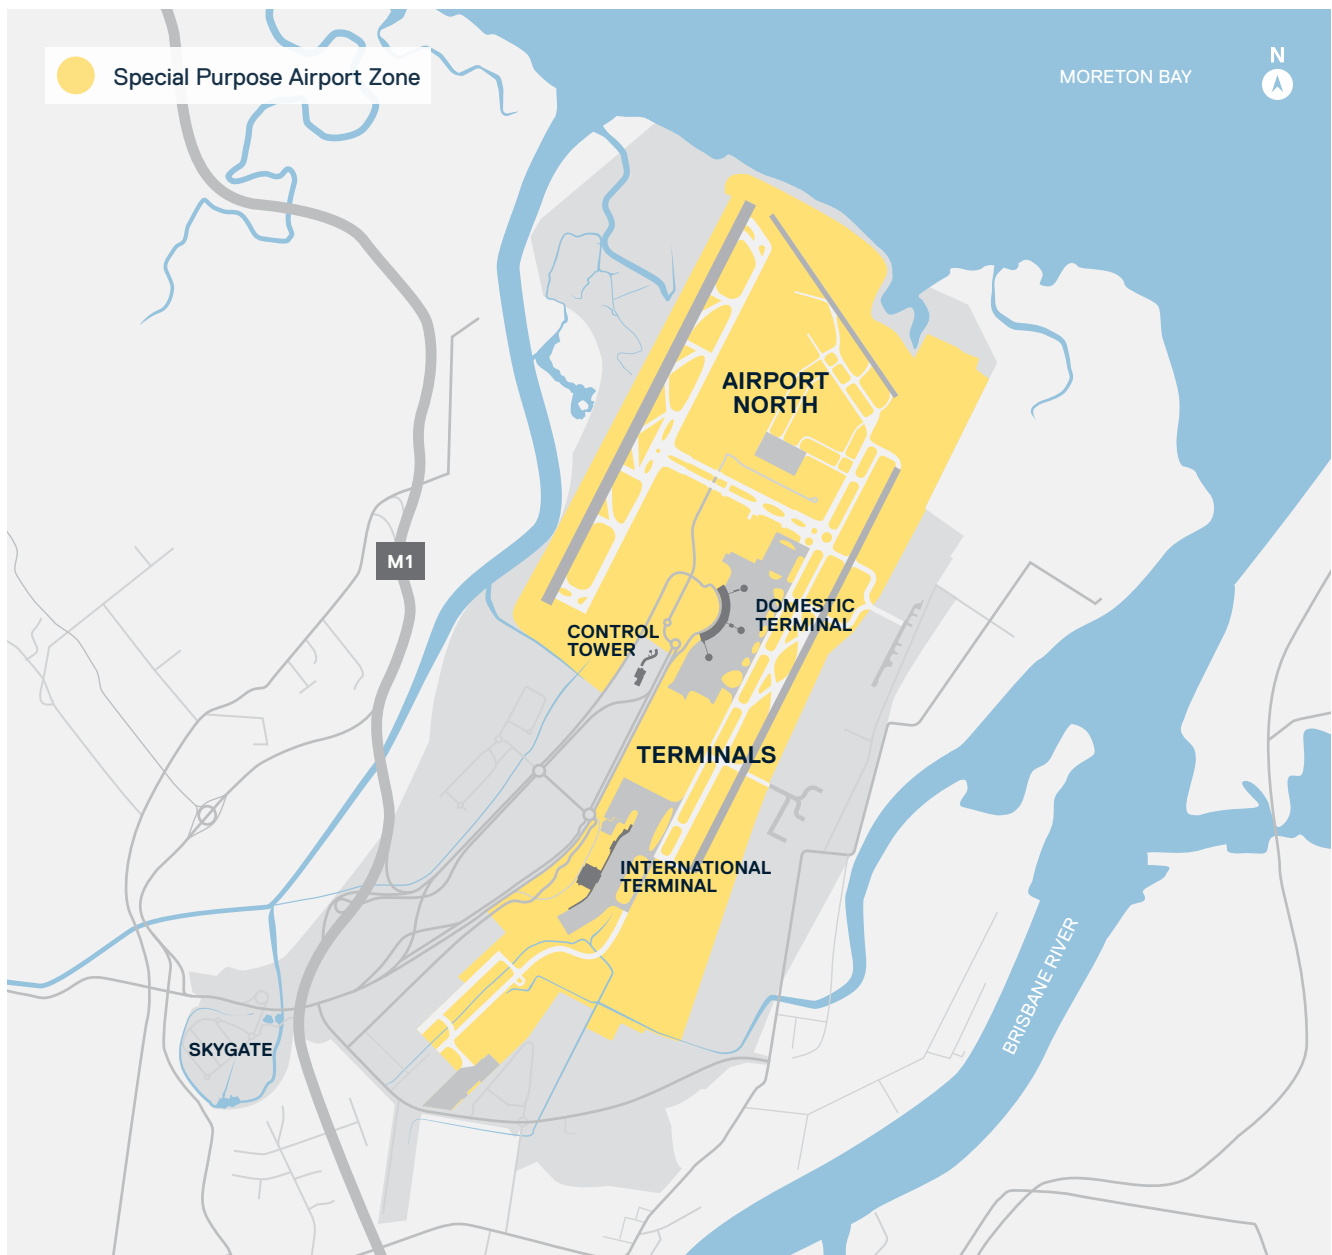 Special Purpose Airport Zone
MORETON BAY
N
AIRPORT
NORTH
M1
DOMESTIC
TERMINAL
CONTROL
TOWER
TERMINALS
INTERNATIONAL
TERMINAL
BRISBANE RIVER
SKYGATE